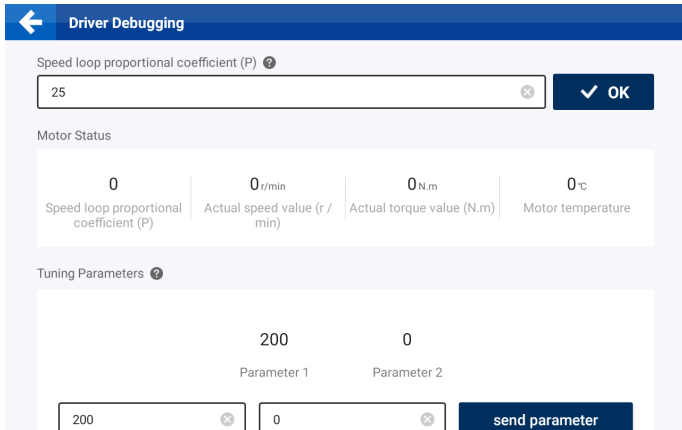 Driver Debugging
Speed loop proportional coefficient (P) ?
25
OK
Motor Status
0 0 r/min 0 N.m 0 ℃
Speed loop proportional Actual speed value (r / Actual torque value (N.m) Motor temperature
coefficient (P) min)
Tuning Parameters ?
200 0
Parameter 1 Parameter 2
200 0 send parameter